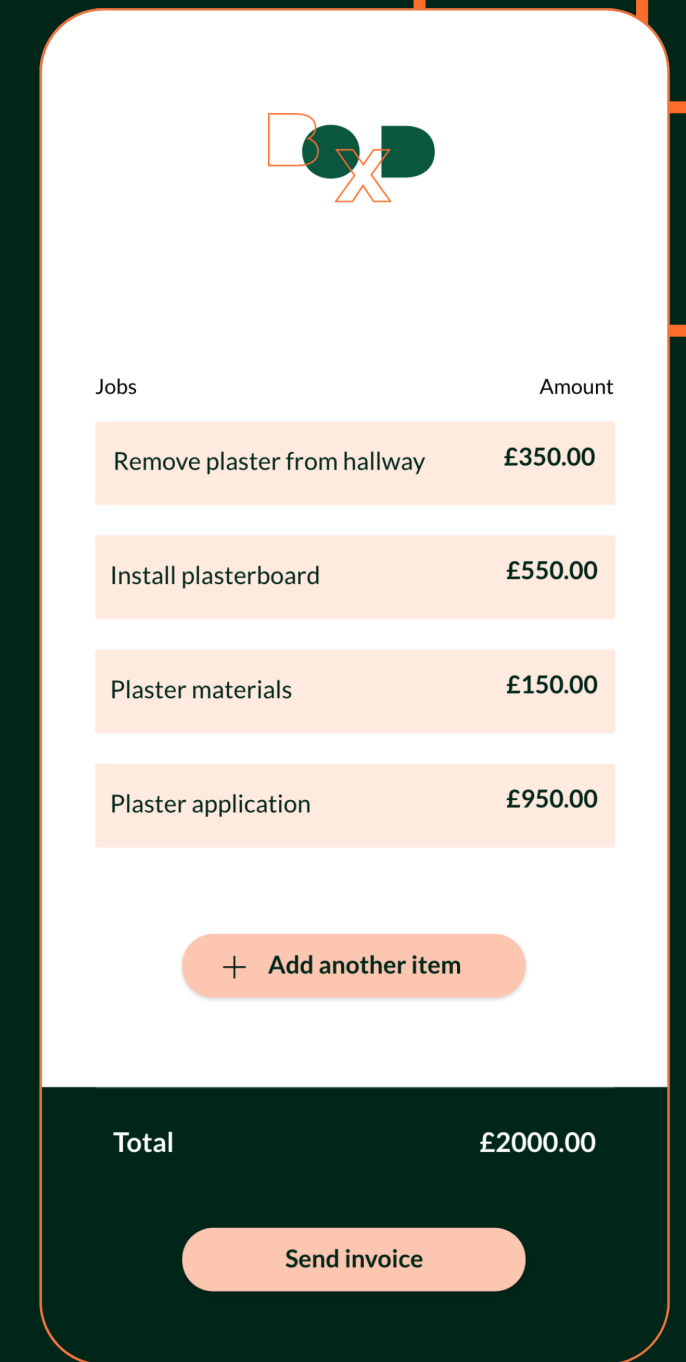 BOXD
Jobs Amount
Remove plaster from hallway £350.00
Install plasterboard £550.00
Plaster materials £150.00
Plaster application £950.00
+ Add another item
Total £2000.00
Send invoice